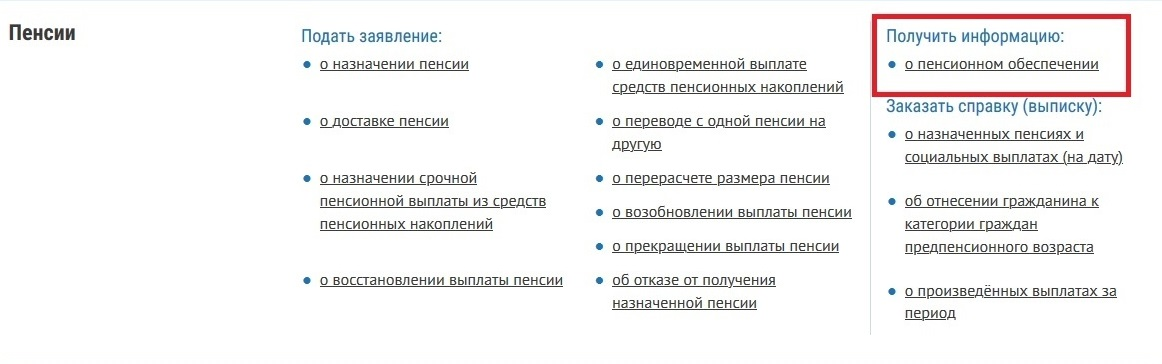 Пенсии
Подать заявление:
о назначении пенсии
о доставке пенсии
о назначении срочной
пенсионной выплаты из средств
пенсионных накоплений
о восстановлении выплаты пенсии
о единовременной выплате
средств пенсионных накоплений
о переводе с одной пенсии на
другую
о перерасчете размера пенсии
о возобновлении выплаты пенсии
о прекращении выплаты пенсии
об отказе от получения
назначенной пенсии
Получить информацию:
о пенсионном обеспечении
Заказать справку (выписку):
о назначенных пенсиях и
социальных выплатах (на дату)
об отнесении гражданина к
категории граждан
предпенсионного возраста
о произведённых выплатах за
период